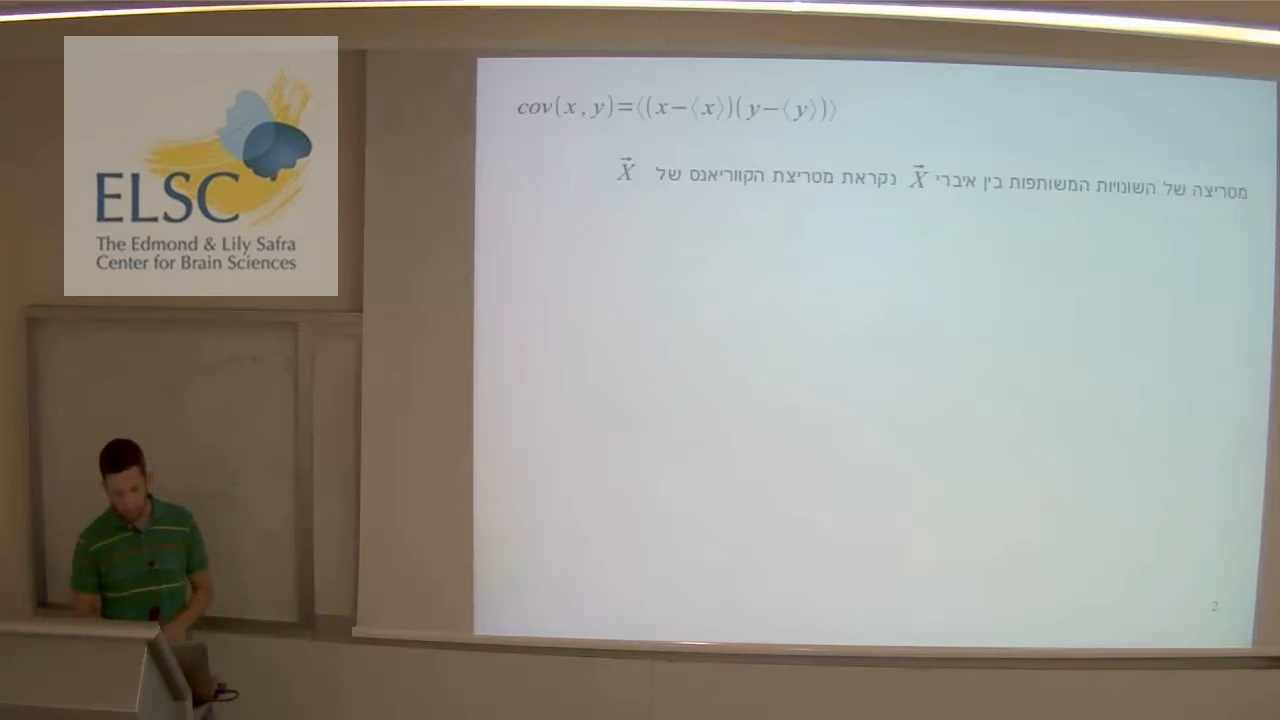 ELSC
The Edmond & Lily Safra
Center for Brain Sciences
cov(x, y)=⟨(x−⟨x⟩)(y−⟨y⟩)⟩
מטריצה של השונויות המשותפות בין איברי X⃗ נקראת מטריצת הקווריאנס של X⃗
2